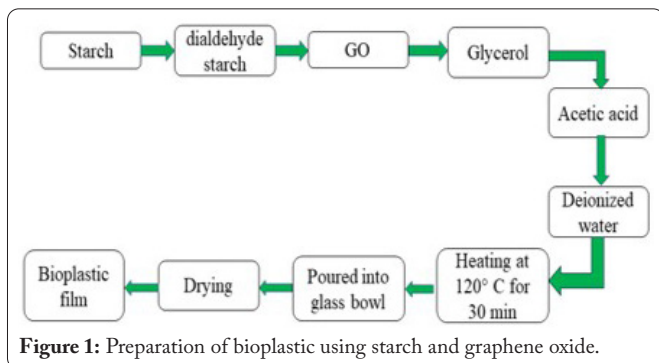 Starch
dialdehyde
starch
GO
Glycerol
Acetic acid
Deionized
water
Heating at
120° C for
30 min
Poured into
glass bowl
Drying
Bioplastic
film
Figure 1: Preparation of bioplastic using starch and graphene oxide.